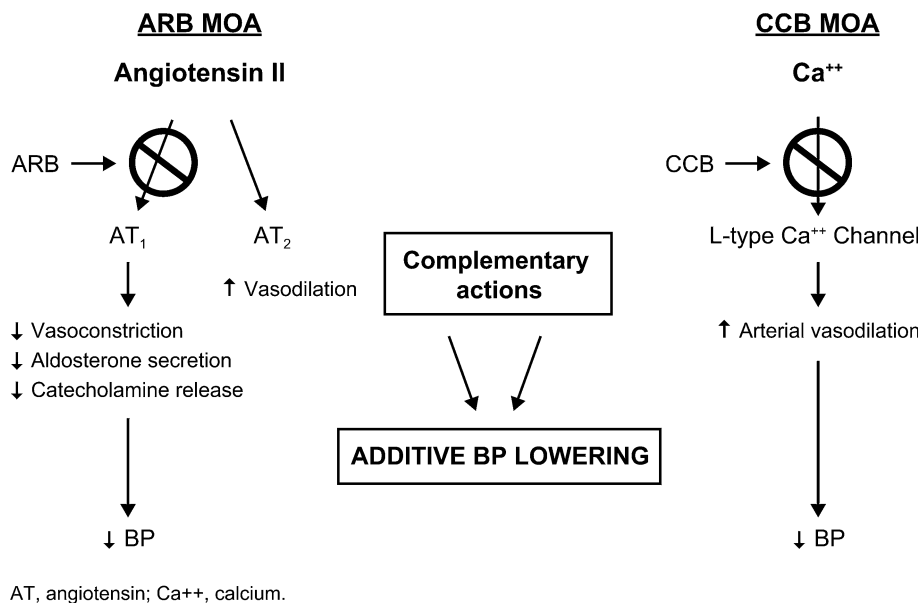 ARB MOA
Angiotensin II
ARB
AT₁
AT₂
↑ Vasodilation
↓ Vasoconstriction
↓ Aldosterone secretion
↓ Catecholamine release
↓ BP
Complementary
actions
ADDITIVE BP LOWERING
CCB MOA
Ca⁺⁺
CCB
L-type Ca⁺⁺ Channel
↑ Arterial vasodilation
↓ BP
AT, angiotensin; Ca++, calcium.